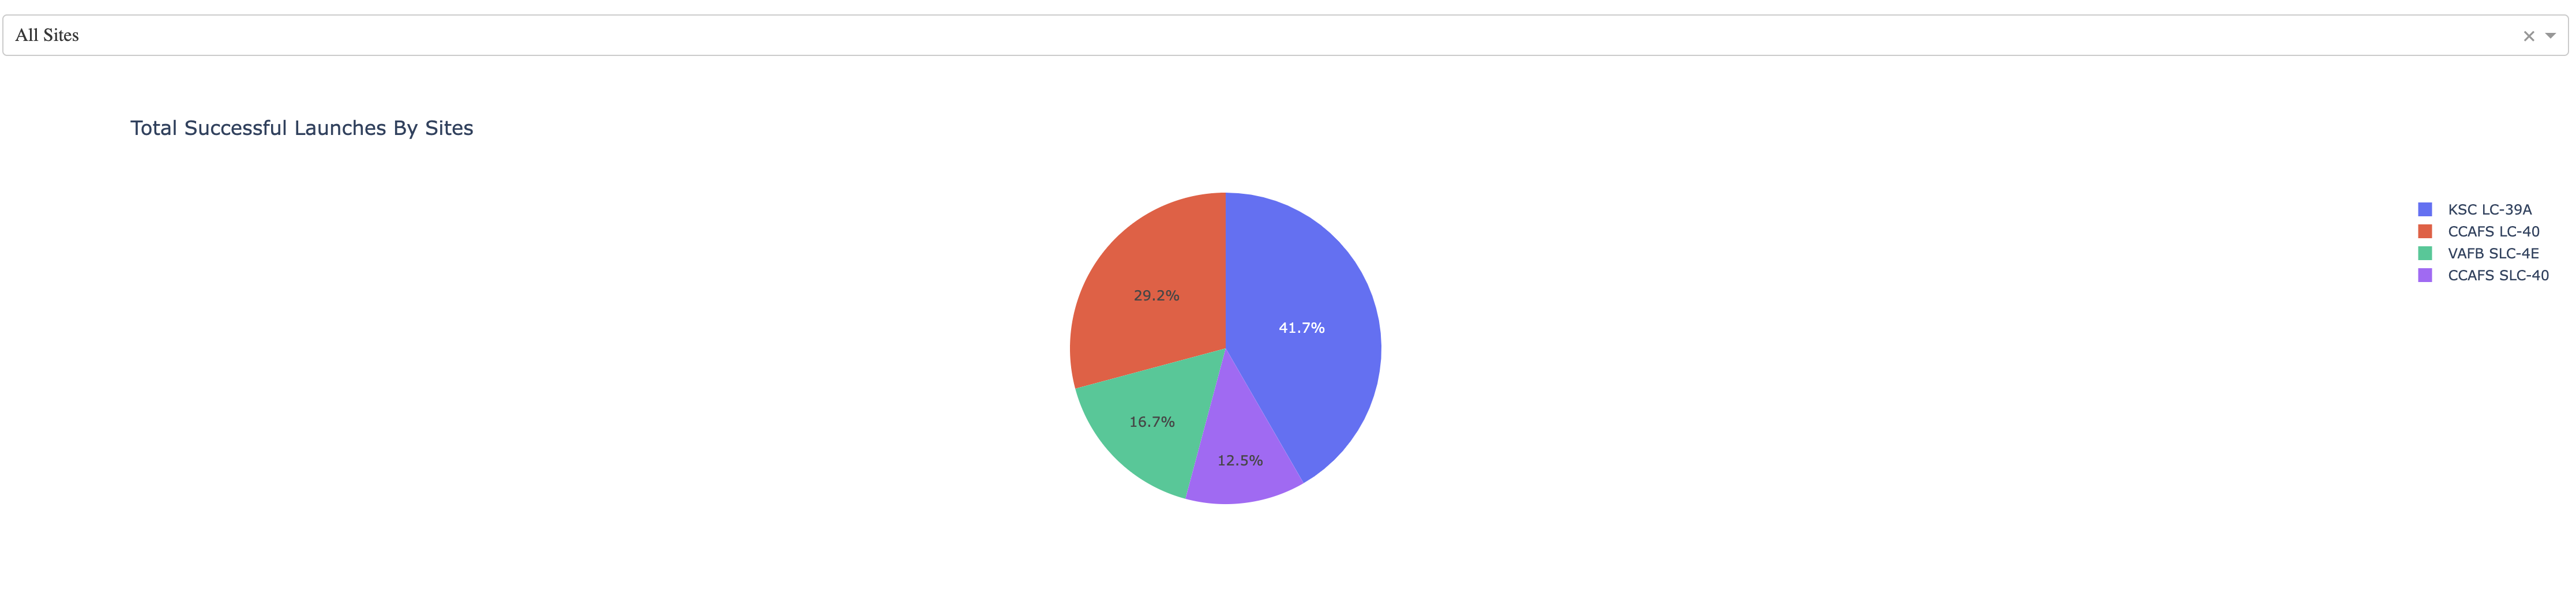 All Sites
Total Successful Launches By Sites
KSC LC-39A
CCAFS LC-40
VAFB SLC-4E
CCAFS SLC-40
29.2%
41.7%
16.7%
12.5%